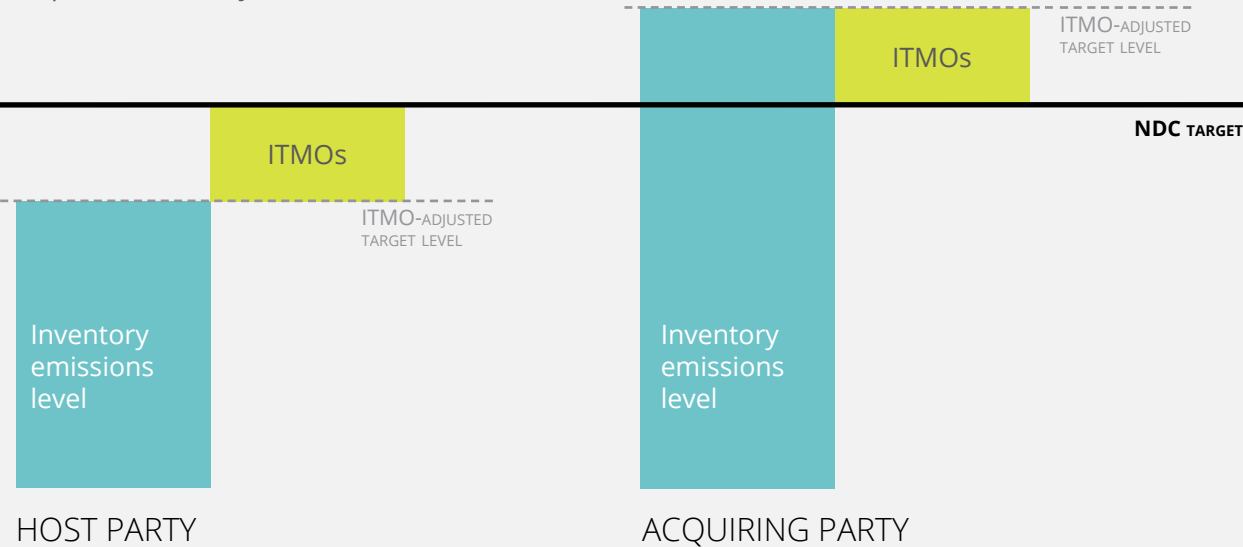 ITMO-ADJUSTED
TARGET LEVEL
ITMOs
NDC TARGET
ITMOs
ITMO-ADJUSTED
TARGET LEVEL
Inventory
emissions
level
Inventory
emissions
level
HOST PARTY
ACQUIRING PARTY